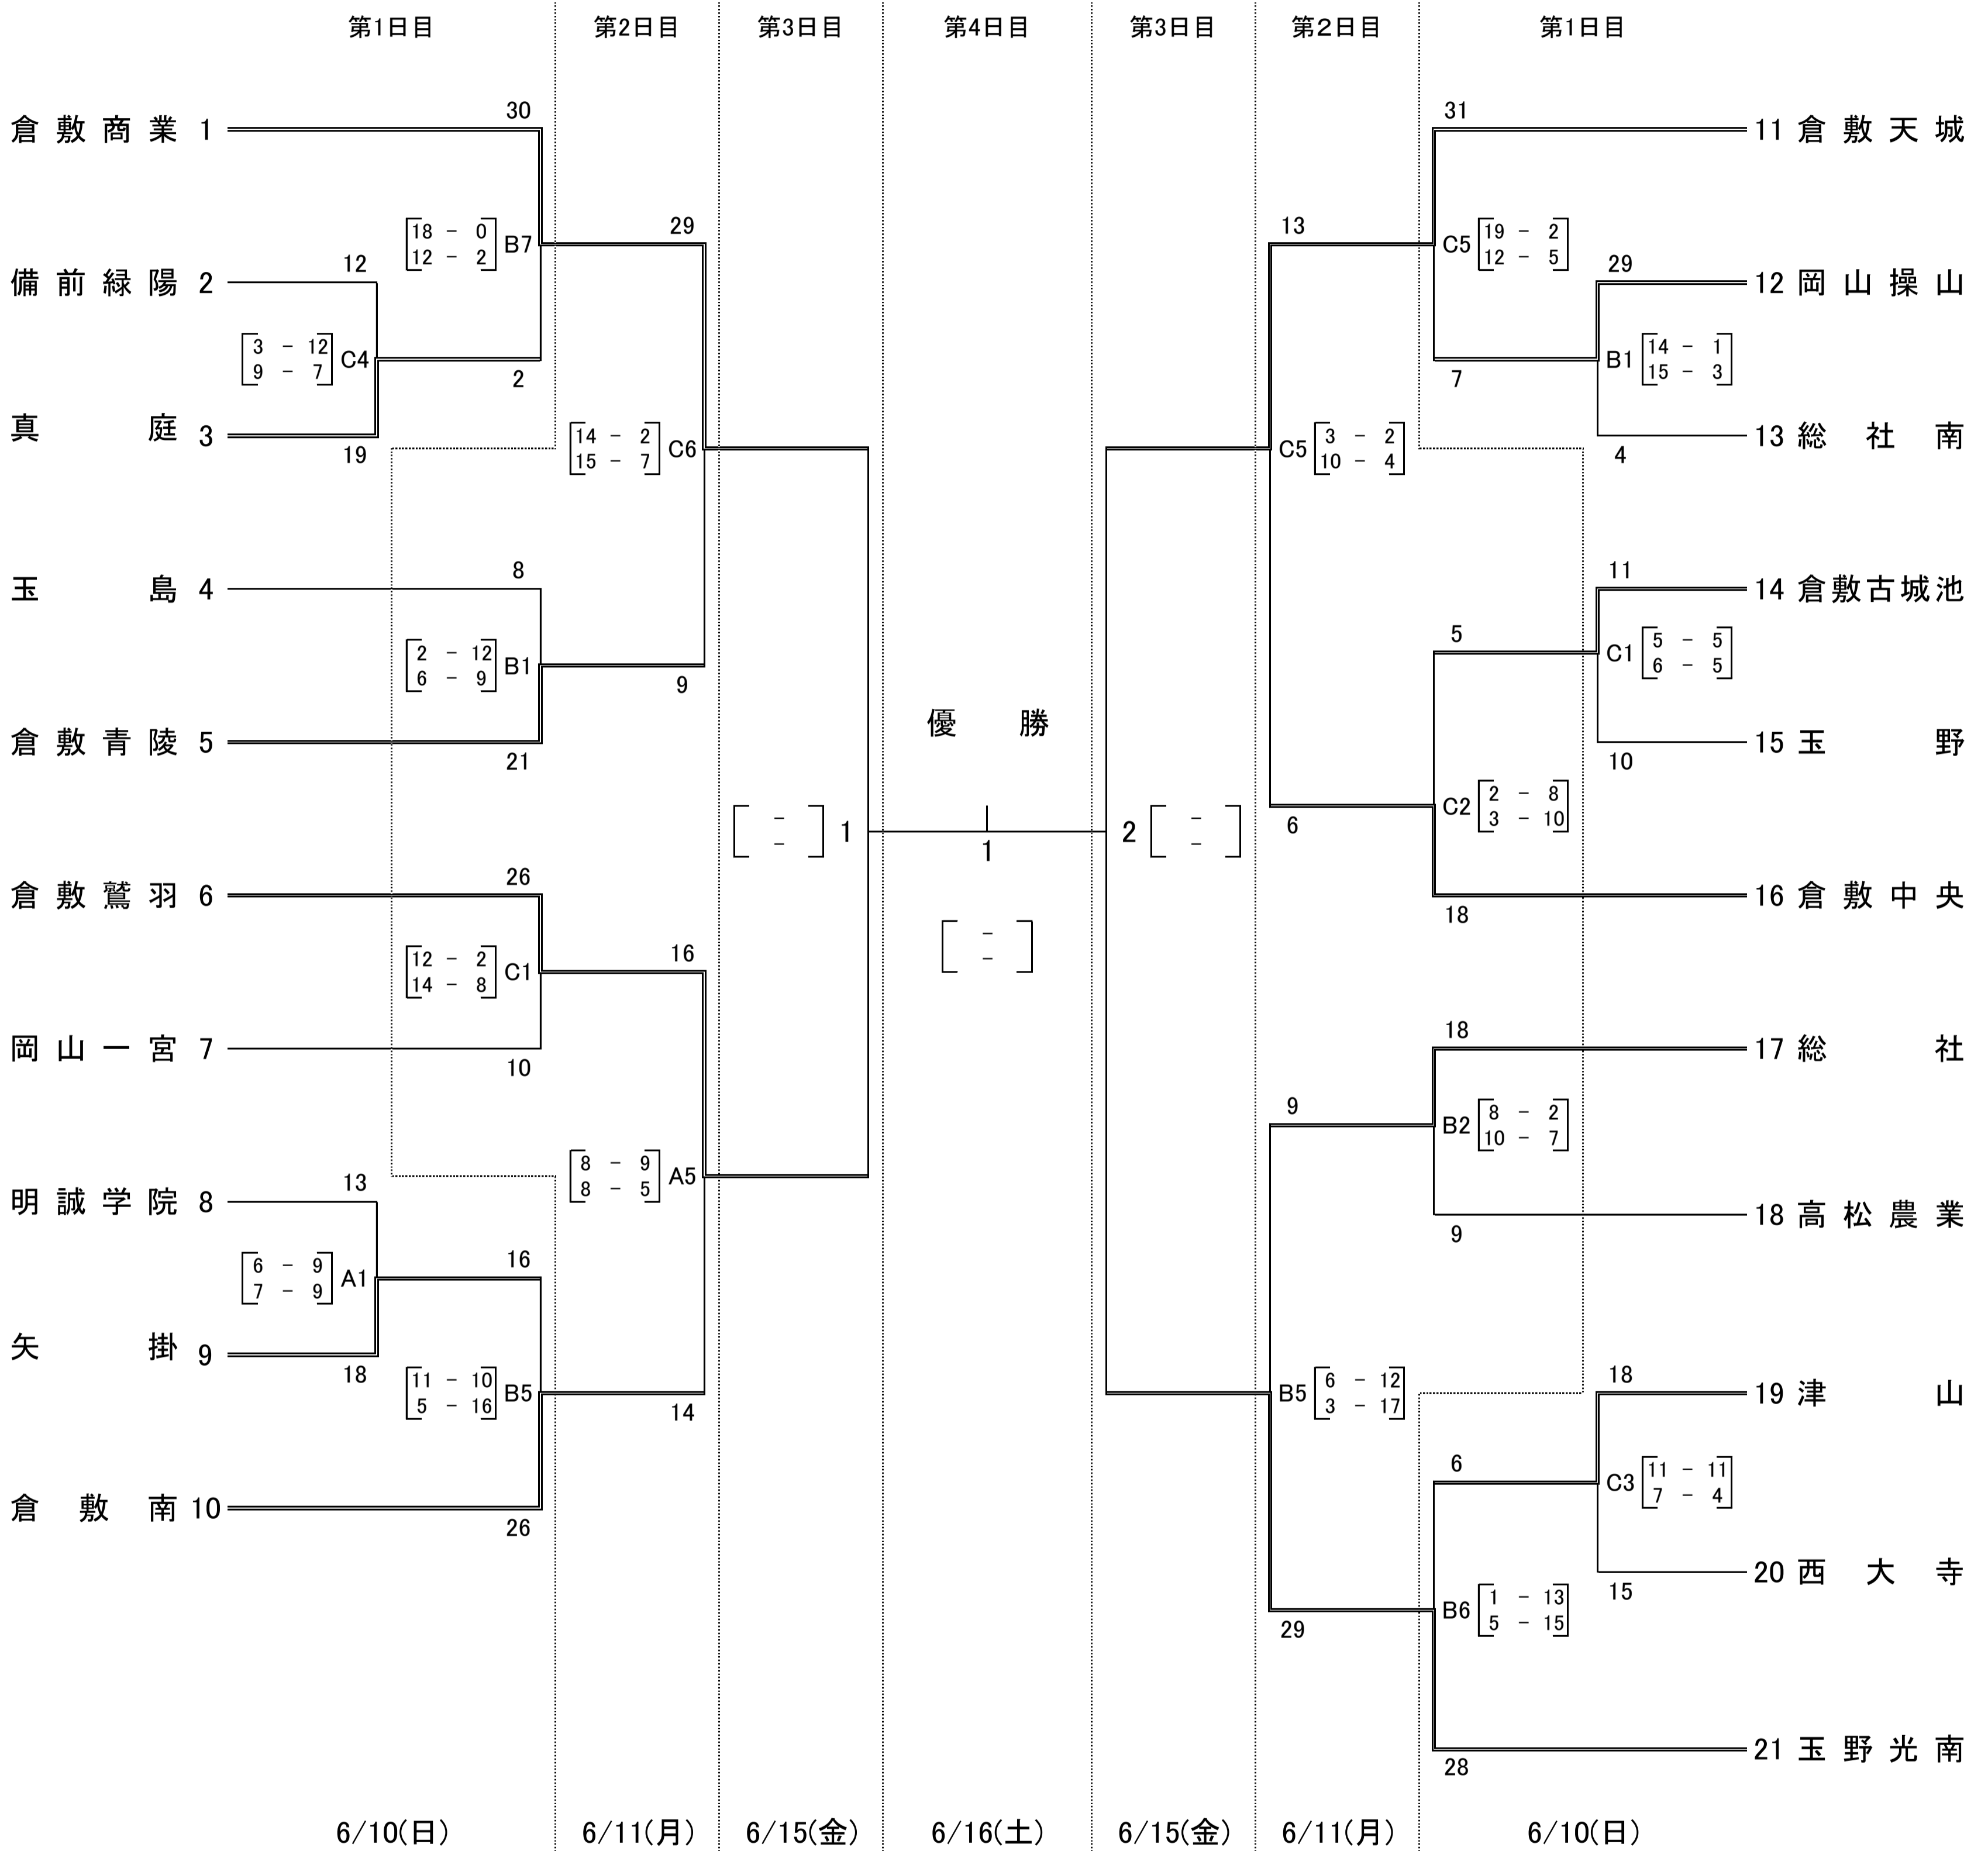 第1日目 第2日目 第3日目 第4日目 第3日目 第2日目 第1日目
30 31
倉敷商業 1 11 倉敷天城
29 13
[18 - 0 12 - 2] B7 C5 [19 - 2 12 - 5]
12 29
備前緑陽 2 12 岡山操山
[3 - 12 9 - 7] C4 B1 [14 - 1 15 - 3]
2 7
真庭 3 13 総社南
19 4
[14 - 2 15 - 7] C6 C5 [3 - 2 10 - 4]
8 11
玉島 4 14 倉敷古城池
5
[2 - 12 6 - 9] B1 C1 [5 - 5 6 - 5]
9
優勝
倉敷青陵 5 15 玉野
21 10
[ - - ] 1 1 2 [ - - ]
C2 [2 - 8 3 - 10]
6
26
倉敷鷲羽 6 16 倉敷中央
18
[ - - ]
16
[12 - 2 14 - 8] C1
18
岡山一宮 7 17 総社
10
9
B2 [8 - 2 10 - 7]
[8 - 9 8 - 5] A5
13
明誠学院 8 18 高松農業
9
16
[6 - 9 7 - 9] A1
矢掛 9
18 18
[11 - 10 5 - 16] B5 B5 [6 - 12 3 - 17] 19 津山
14
6
C3 [11 - 11 7 - 4]
倉敷南 10
26
20 西大寺
15
B6 [1 - 13 5 - 15]
29
21 玉野光南
28
6/10(日) 6/11(月) 6/15(金) 6/16(土) 6/15(金) 6/11(月) 6/10(日)